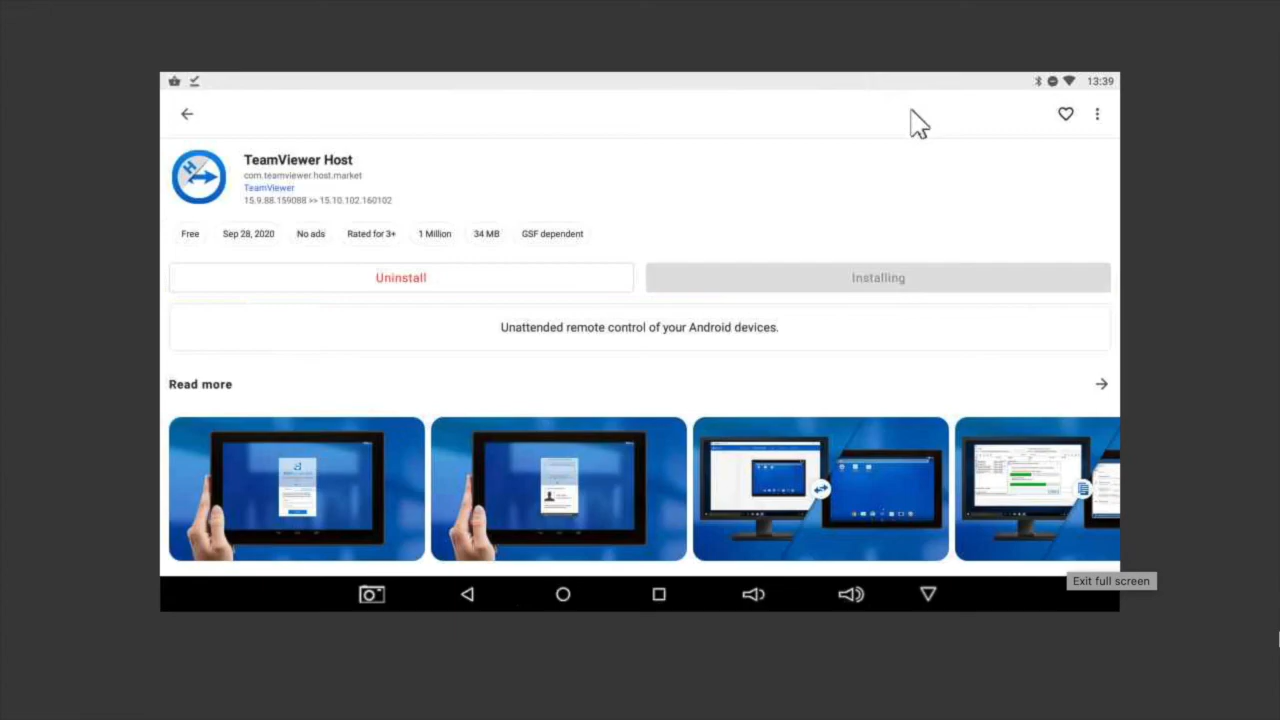 13:39
TeamViewer Host
com.teamviewer.host.market
TeamViewer
15.9.88.159088 >> 15.10.102.160102
Free Sep 28, 2020 No ads Rated for 3+ 1 Million 34 MB GSF dependent
Uninstall Installing
Unattended remote control of your Android devices.
Read more
Exit full screen